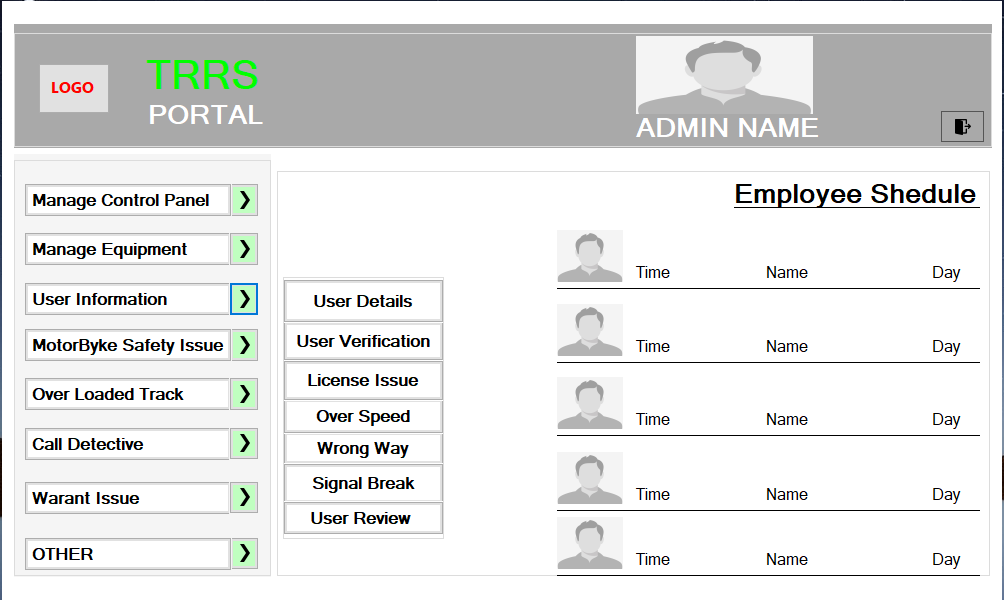 LOGO
TRRS
PORTAL
ADMIN NAME
Manage Control Panel
Manage Equipment
User Information
MotorByke Safety Issue
Over Loaded Track
Call Detective
Warant Issue
OTHER
User Details
User Verification
License Issue
Over Speed
Wrong Way
Signal Break
User Review
Employee Shedule
Time Name Day
Time Name Day
Time Name Day
Time Name Day
Time Name Day